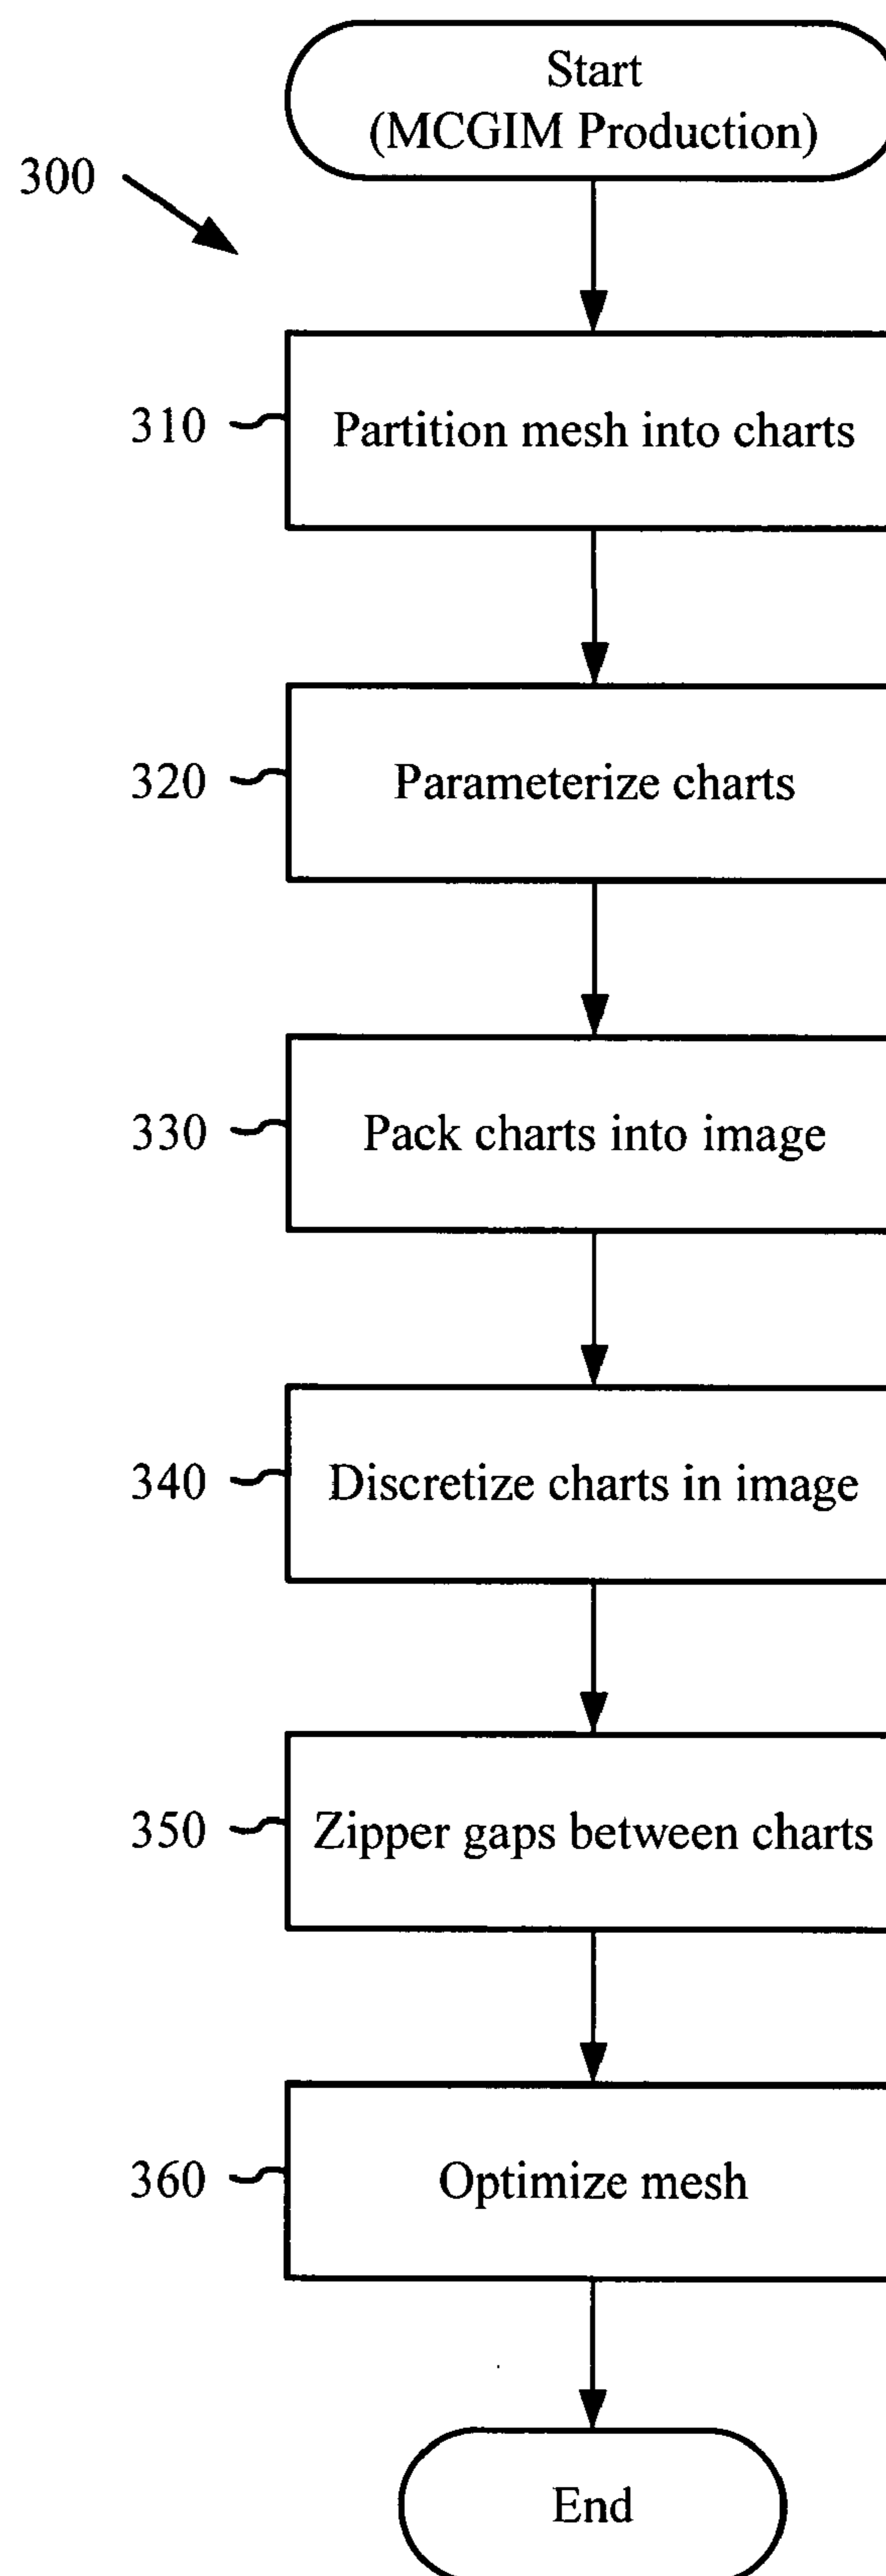 Start
(MCGIM Production)
300
310
Partition mesh into charts
320
Parameterize charts
330
Pack charts into image
340
Discretize charts in image
350
Zipper gaps between charts
360
Optimize mesh
End